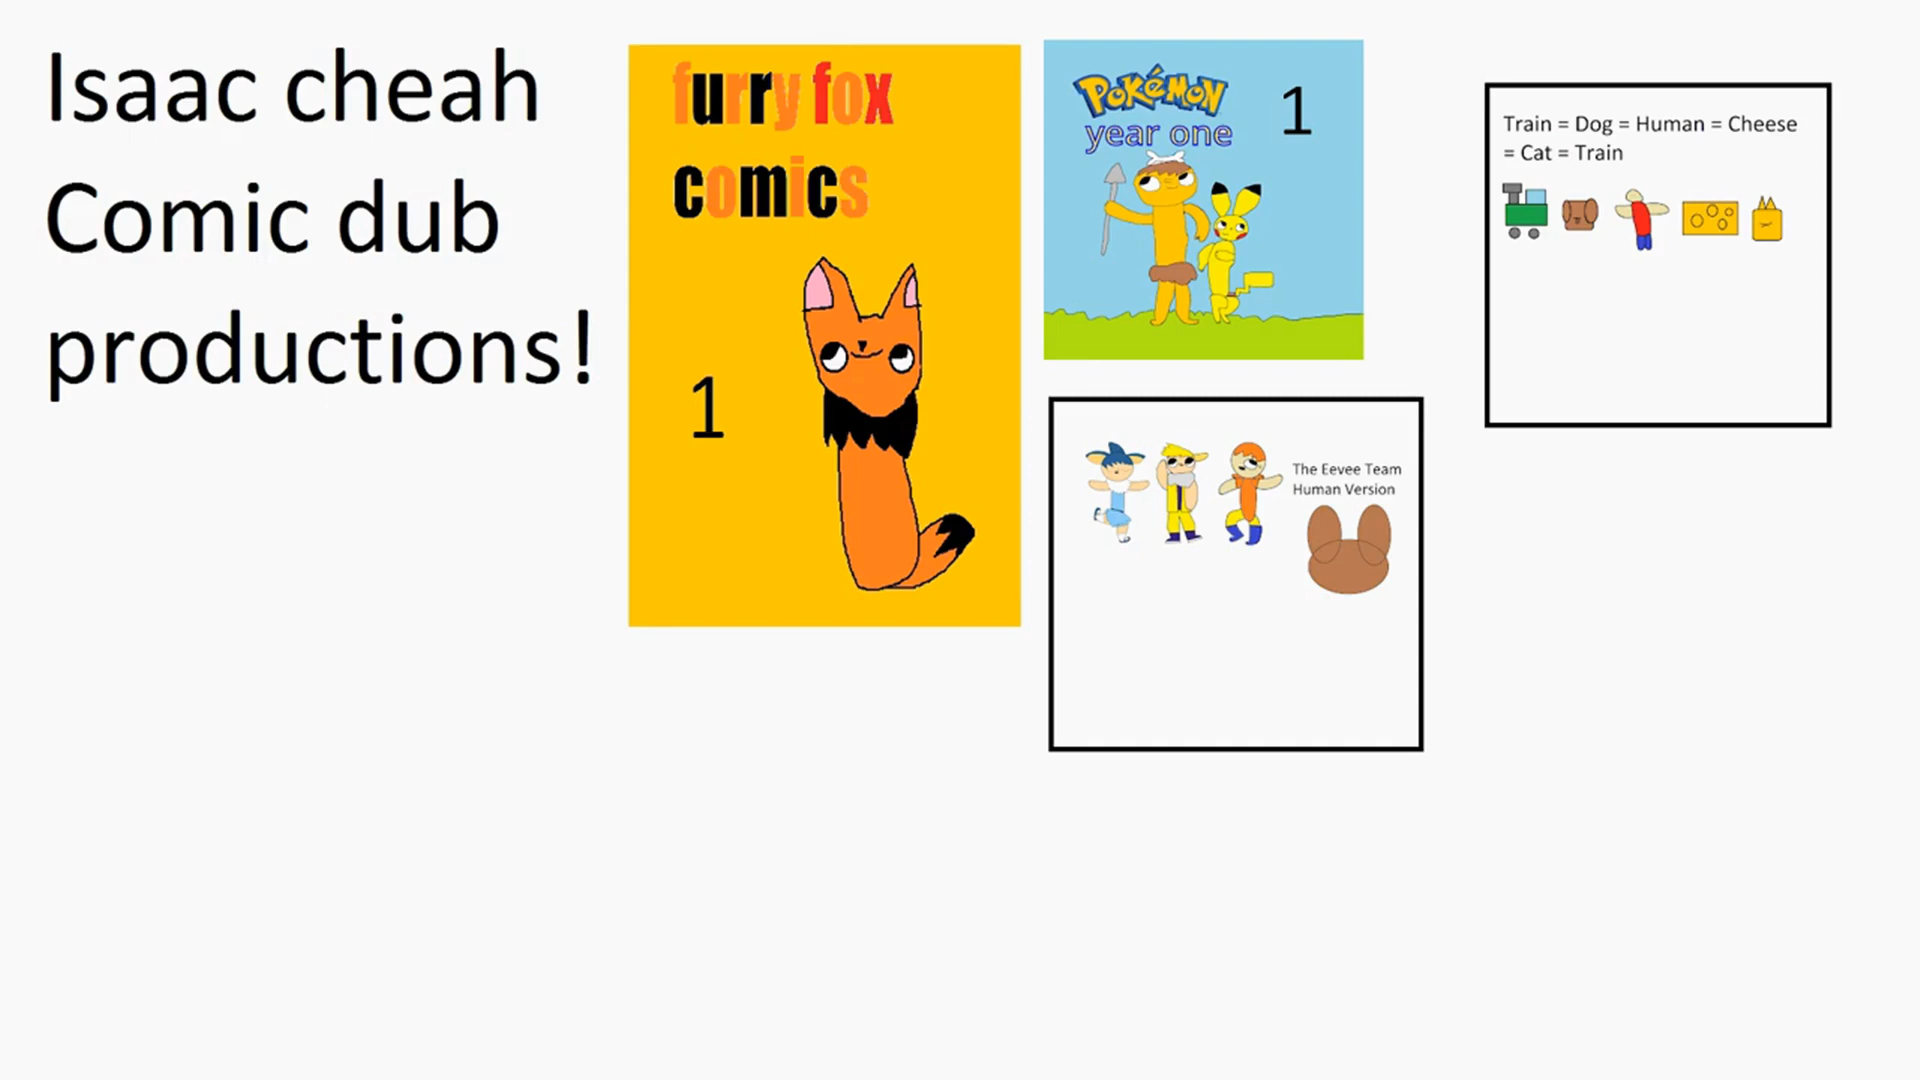 Isaac cheah
Comic dub
productions!
furry fox
comics
1
POKéMON
year one
1
Train = Dog = Human = Cheese
= Cat = Train
The Eevee Team
Human Version